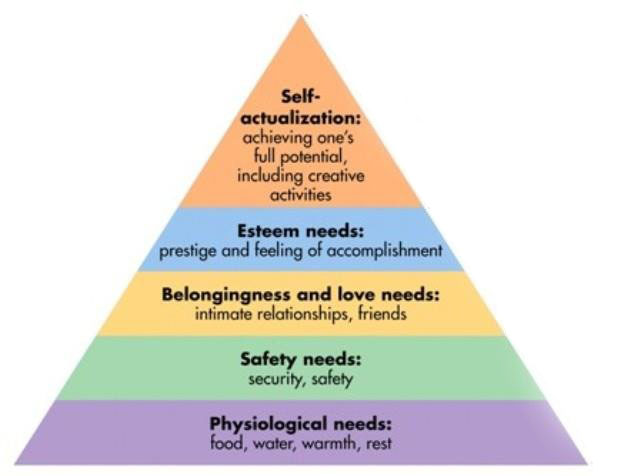 Self-
actualization:
achieving one's
full potential,
including creative
activities
Esteem needs:
prestige and feeling of accomplishment
Belongingness and love needs:
intimate relationships, friends
Safety needs:
security, safety
Physiological needs:
food, water, warmth, rest